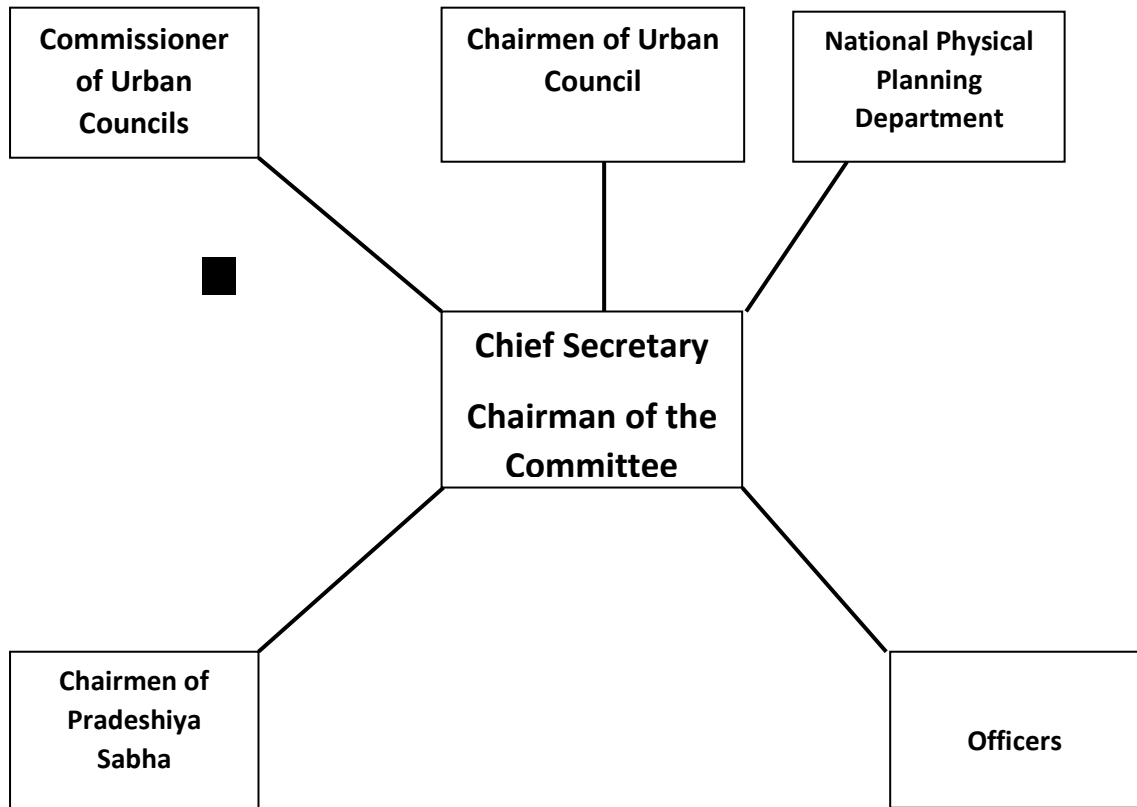 Commissioner
of Urban
Councils
Chairmen of Urban
Council
National Physical
Planning
Department
Chief Secretary
Chairman of the
Committee
Chairmen of
Pradeshiya
Sabha
Officers